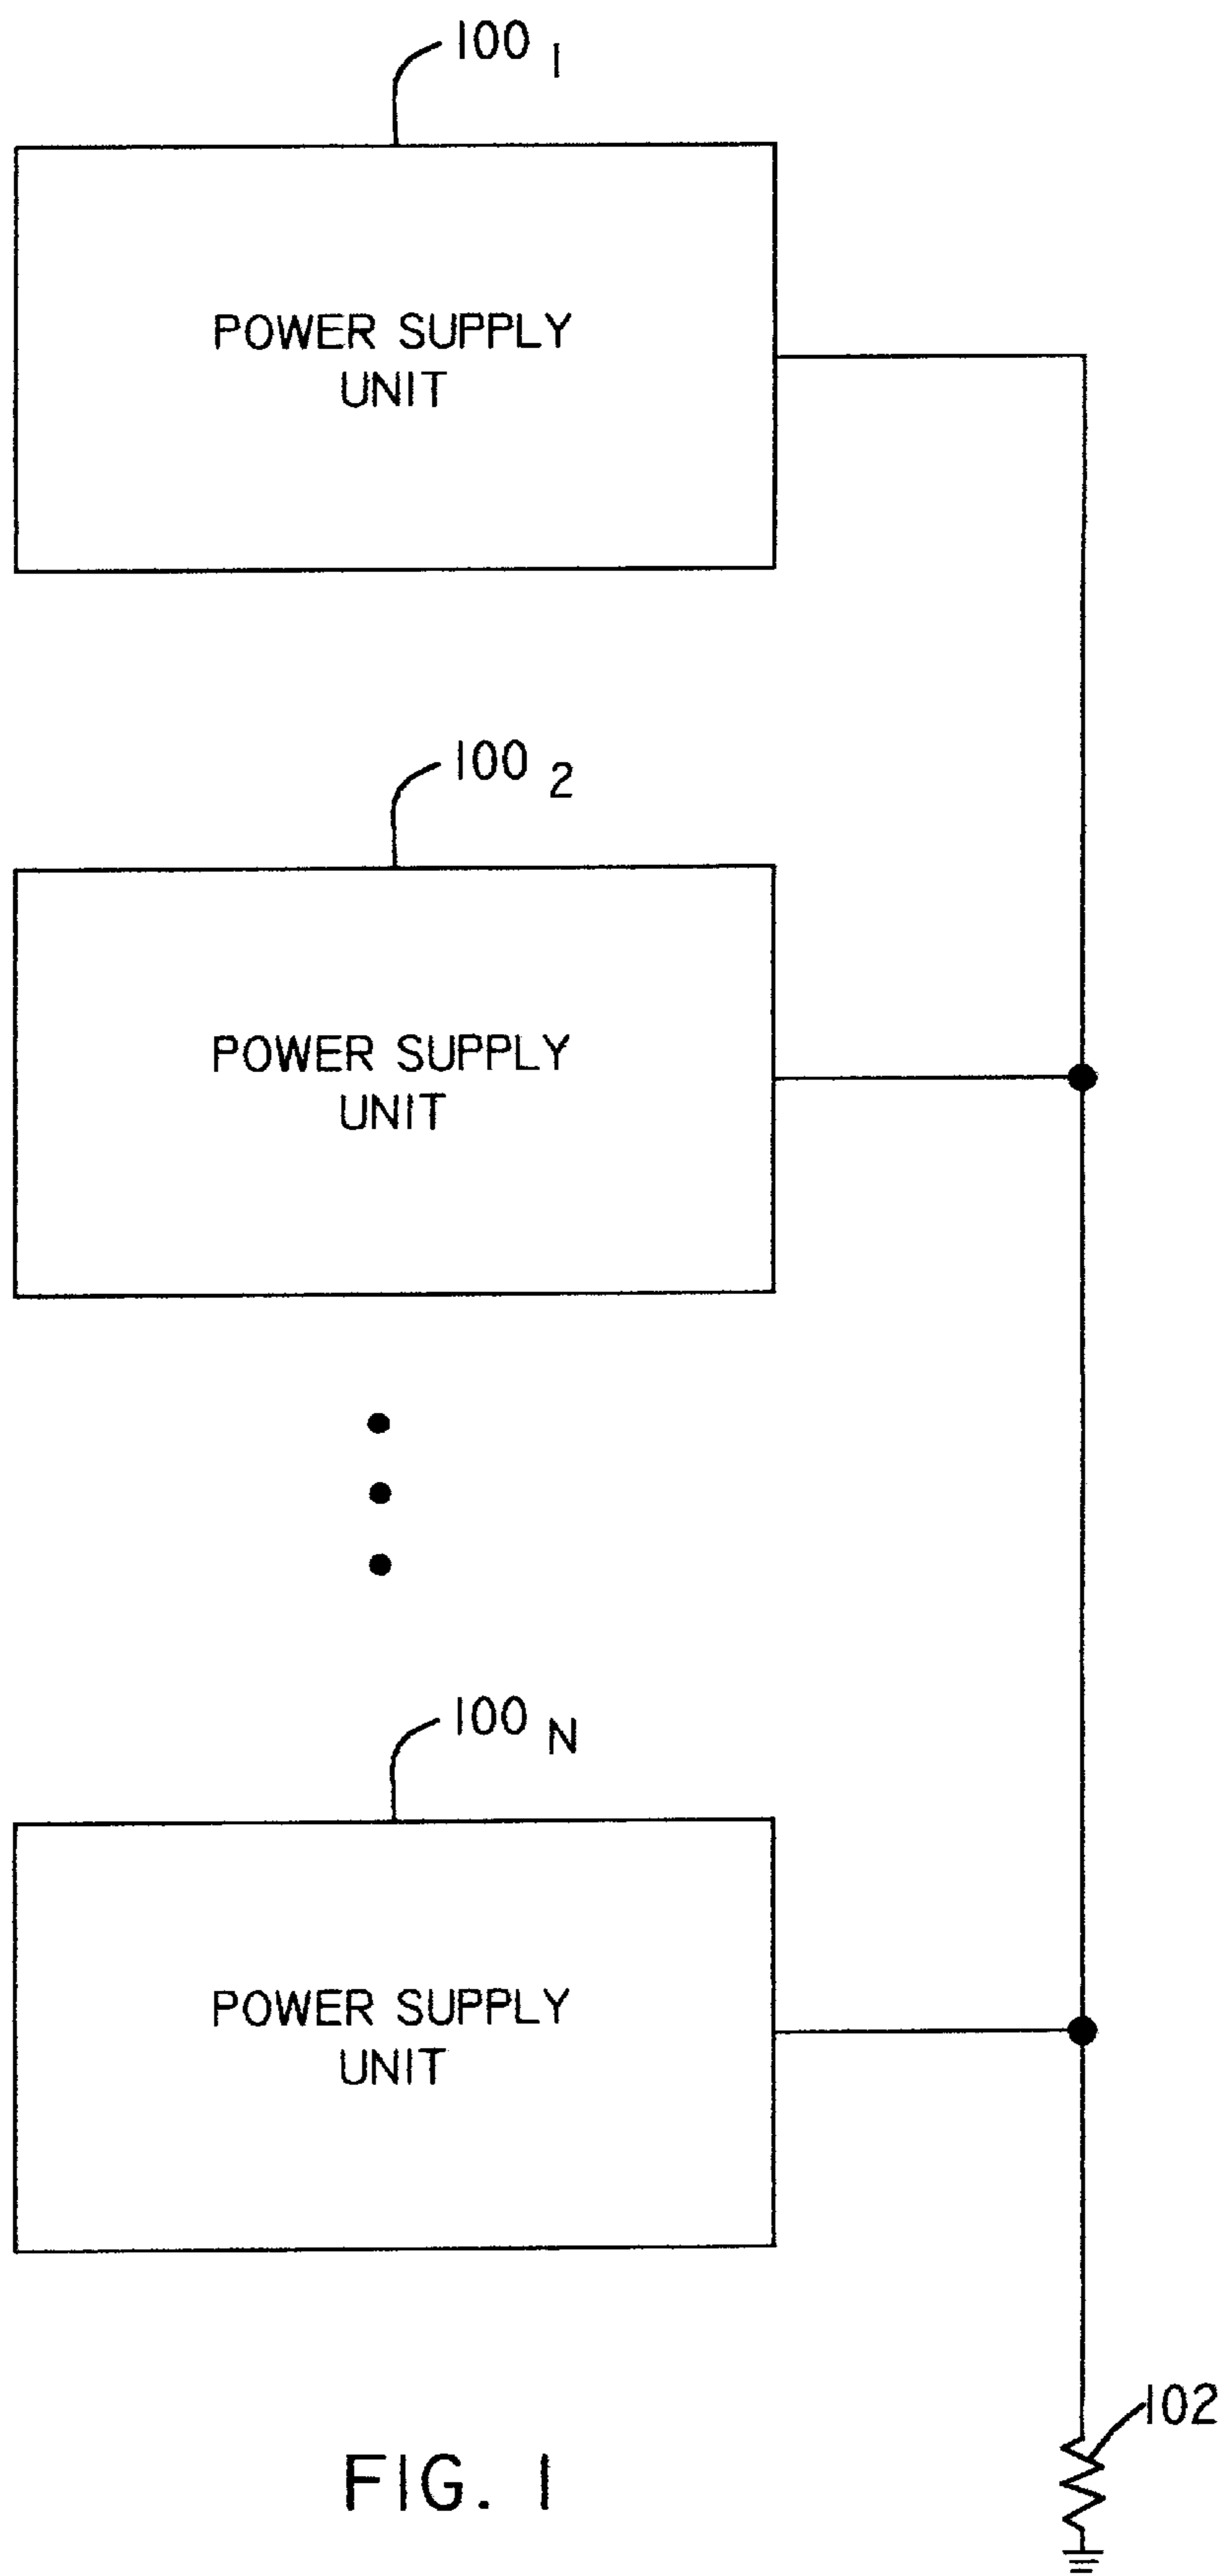 100 1
POWER SUPPLY
UNIT
100 2
POWER SUPPLY
UNIT
100 N
POWER SUPPLY
UNIT
102
FIG. 1